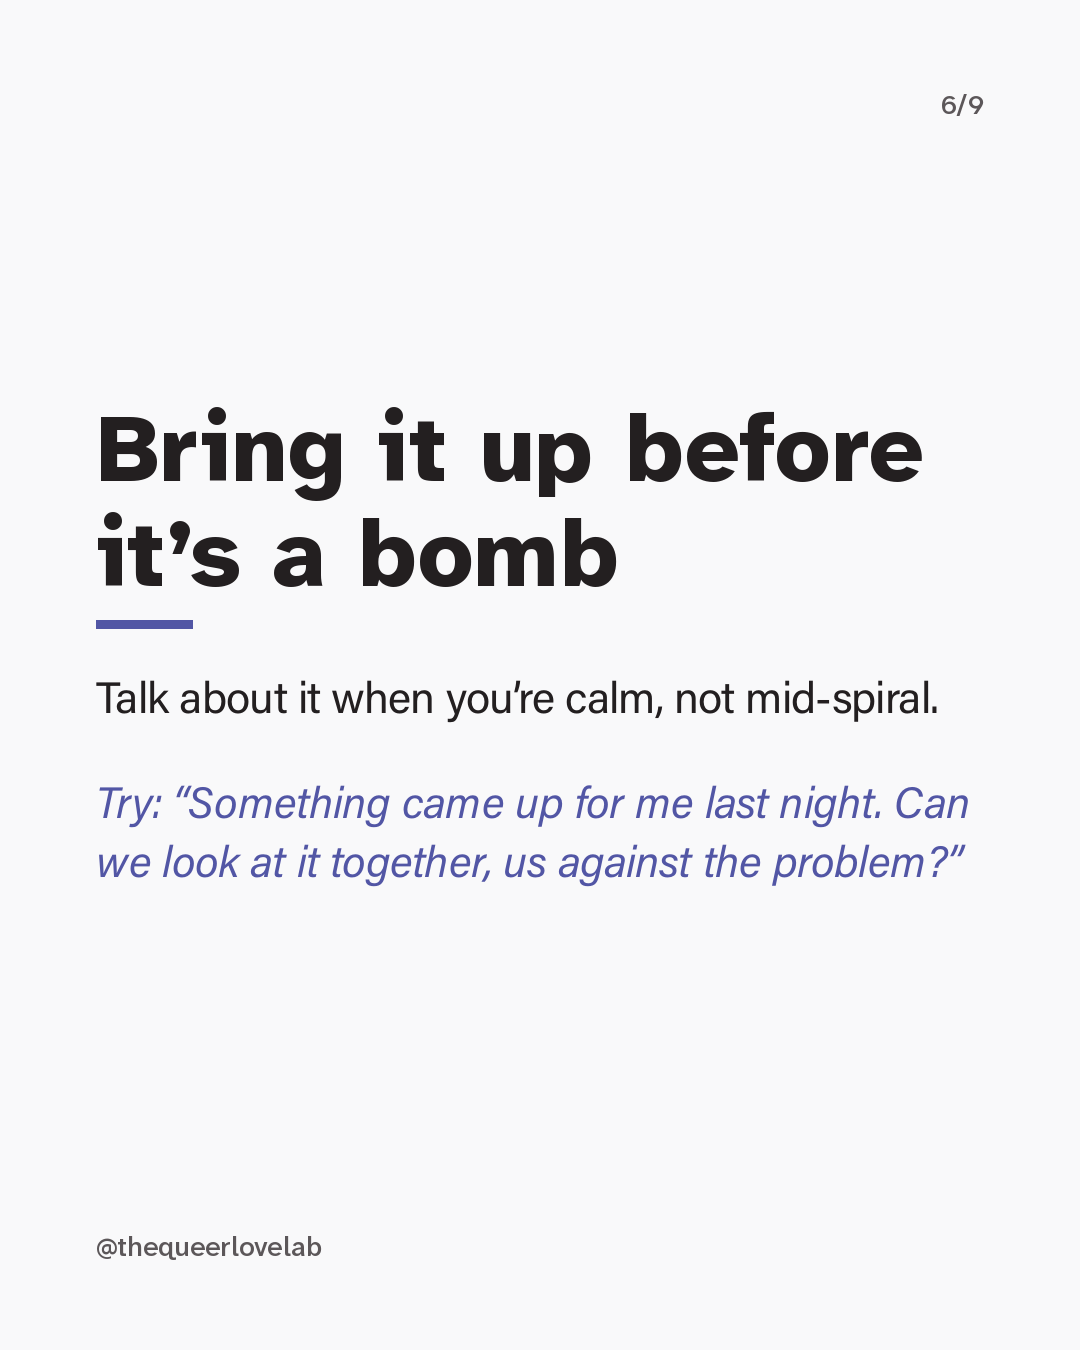 6/9
Bring it up before
it’s a bomb
Talk about it when you’re calm, not mid-spiral.
Try: “Something came up for me last night. Can
we look at it together, us against the problem?”
@thequeerlovelab